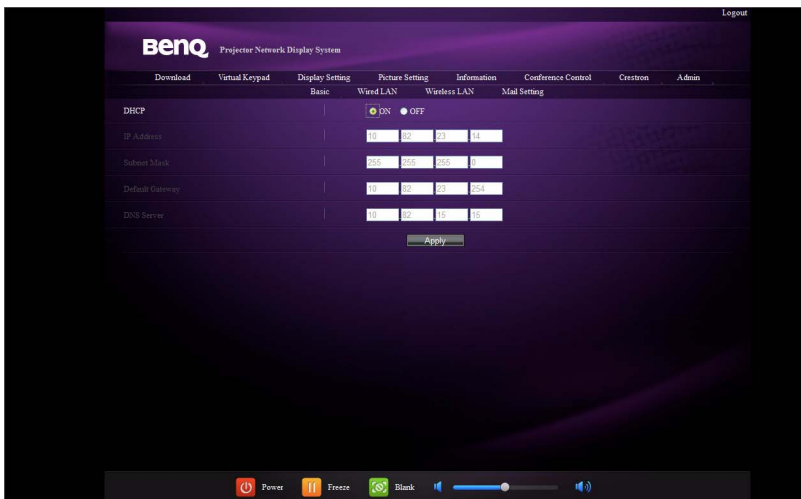 Logout
BenQ Projector Network Display System
Download Virtual Keypad Display Setting Picture Setting Information Conference Control Crestron Admin
Basic Wired LAN Wireless LAN Mail Setting
DHCP ON OFF
IP Address 10 .82 .23 .14
Subnet Mask 255 .255 .255 .0
Default Gateway 10 .82 .23 .254
DNS Server 10 .82 .15 .15
Apply
Power Freeze Blank